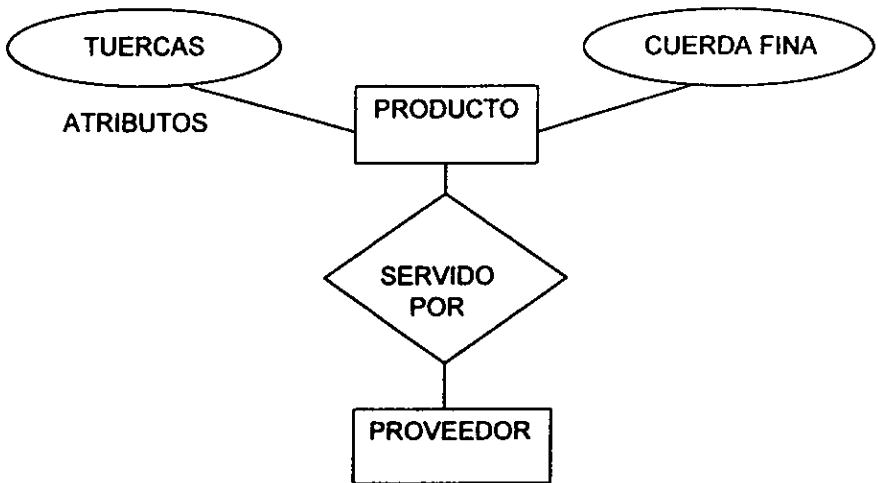 TUERCAS
CUERDA FINA
ATRIBUTOS
PRODUCTO
SERVIDO
POR
PROVEEDOR